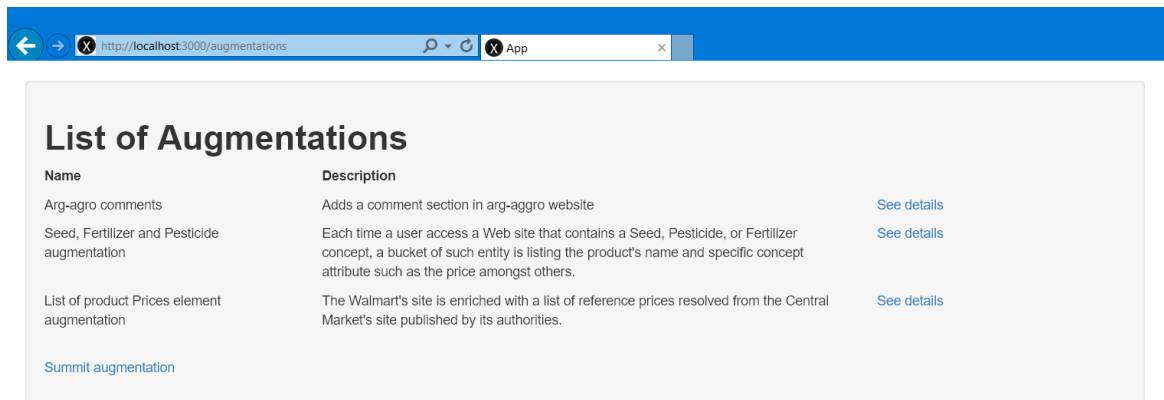 http://localhost:3000/augmentations
X App
List of Augmentations
Name Description
Arg-agro comments Adds a comment section in arg-aggro website See details
Seed, Fertilizer and Pesticide Each time a user access a Web site that contains a Seed, Pesticide, or Fertilizer See details
augmentation concept, a bucket of such entity is listing the product's name and specific concept
attribute such as the price amongst others.
List of product Prices element The Walmart's site is enriched with a list of reference prices resolved from the Central See details
augmentation Market's site published by its authorities.
Summit augmentation